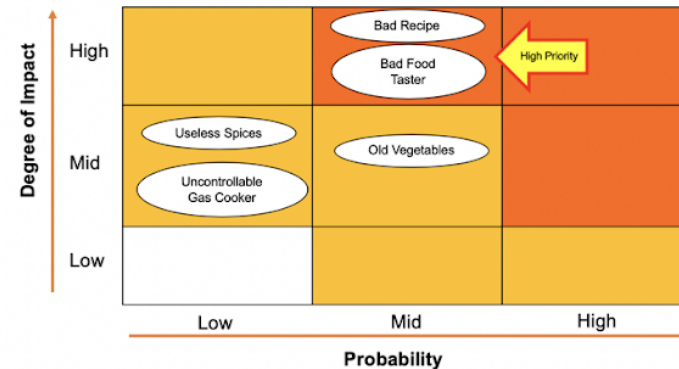 Degree of Impact
High
Mid
Low
Bad Recipe
Bad Food
Taster
High Priority
Useless Spices
Uncontrollable
Gas Cooker
Old Vegetables
Low
Mid
High
Probability